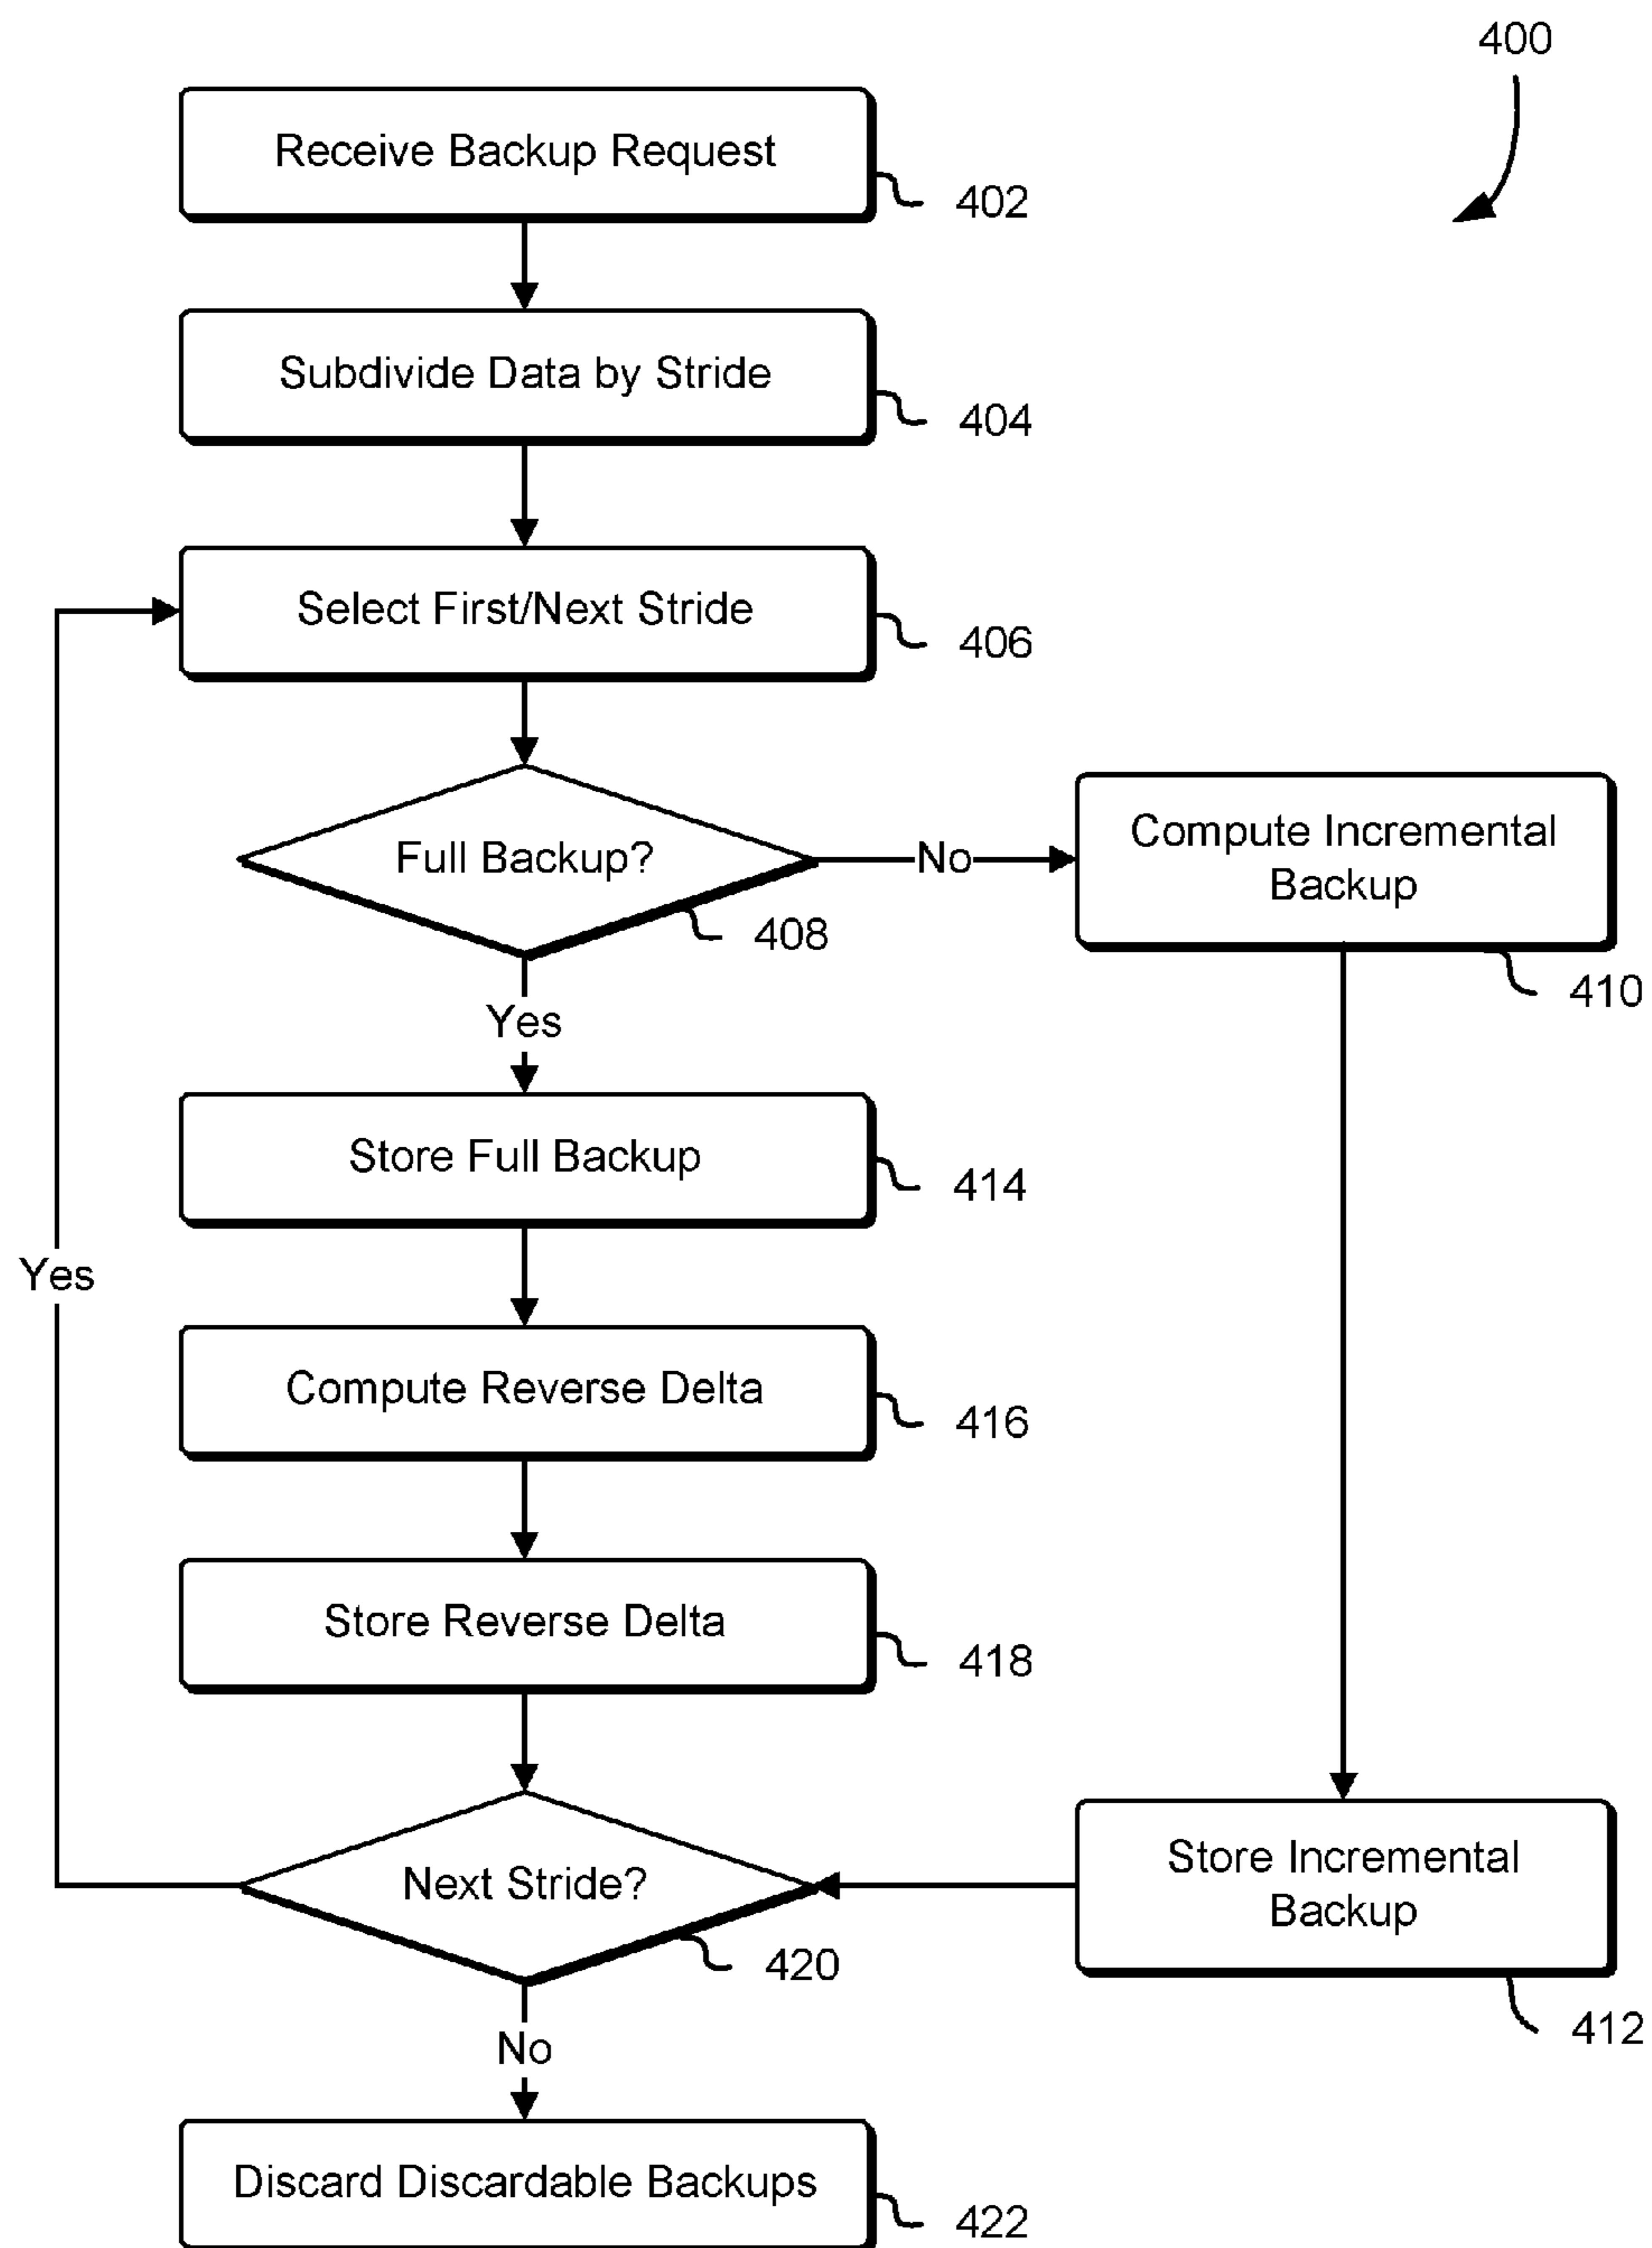 400
Receive Backup Request
402
Subdivide Data by Stride
404
Select First/Next Stride
406
Full Backup?
408
No
Compute Incremental
Backup
410
Yes
Store Full Backup
414
Yes
Compute Reverse Delta
416
Store Reverse Delta
418
Next Stride?
420
Store Incremental
Backup
412
No
Discard Discardable Backups
422